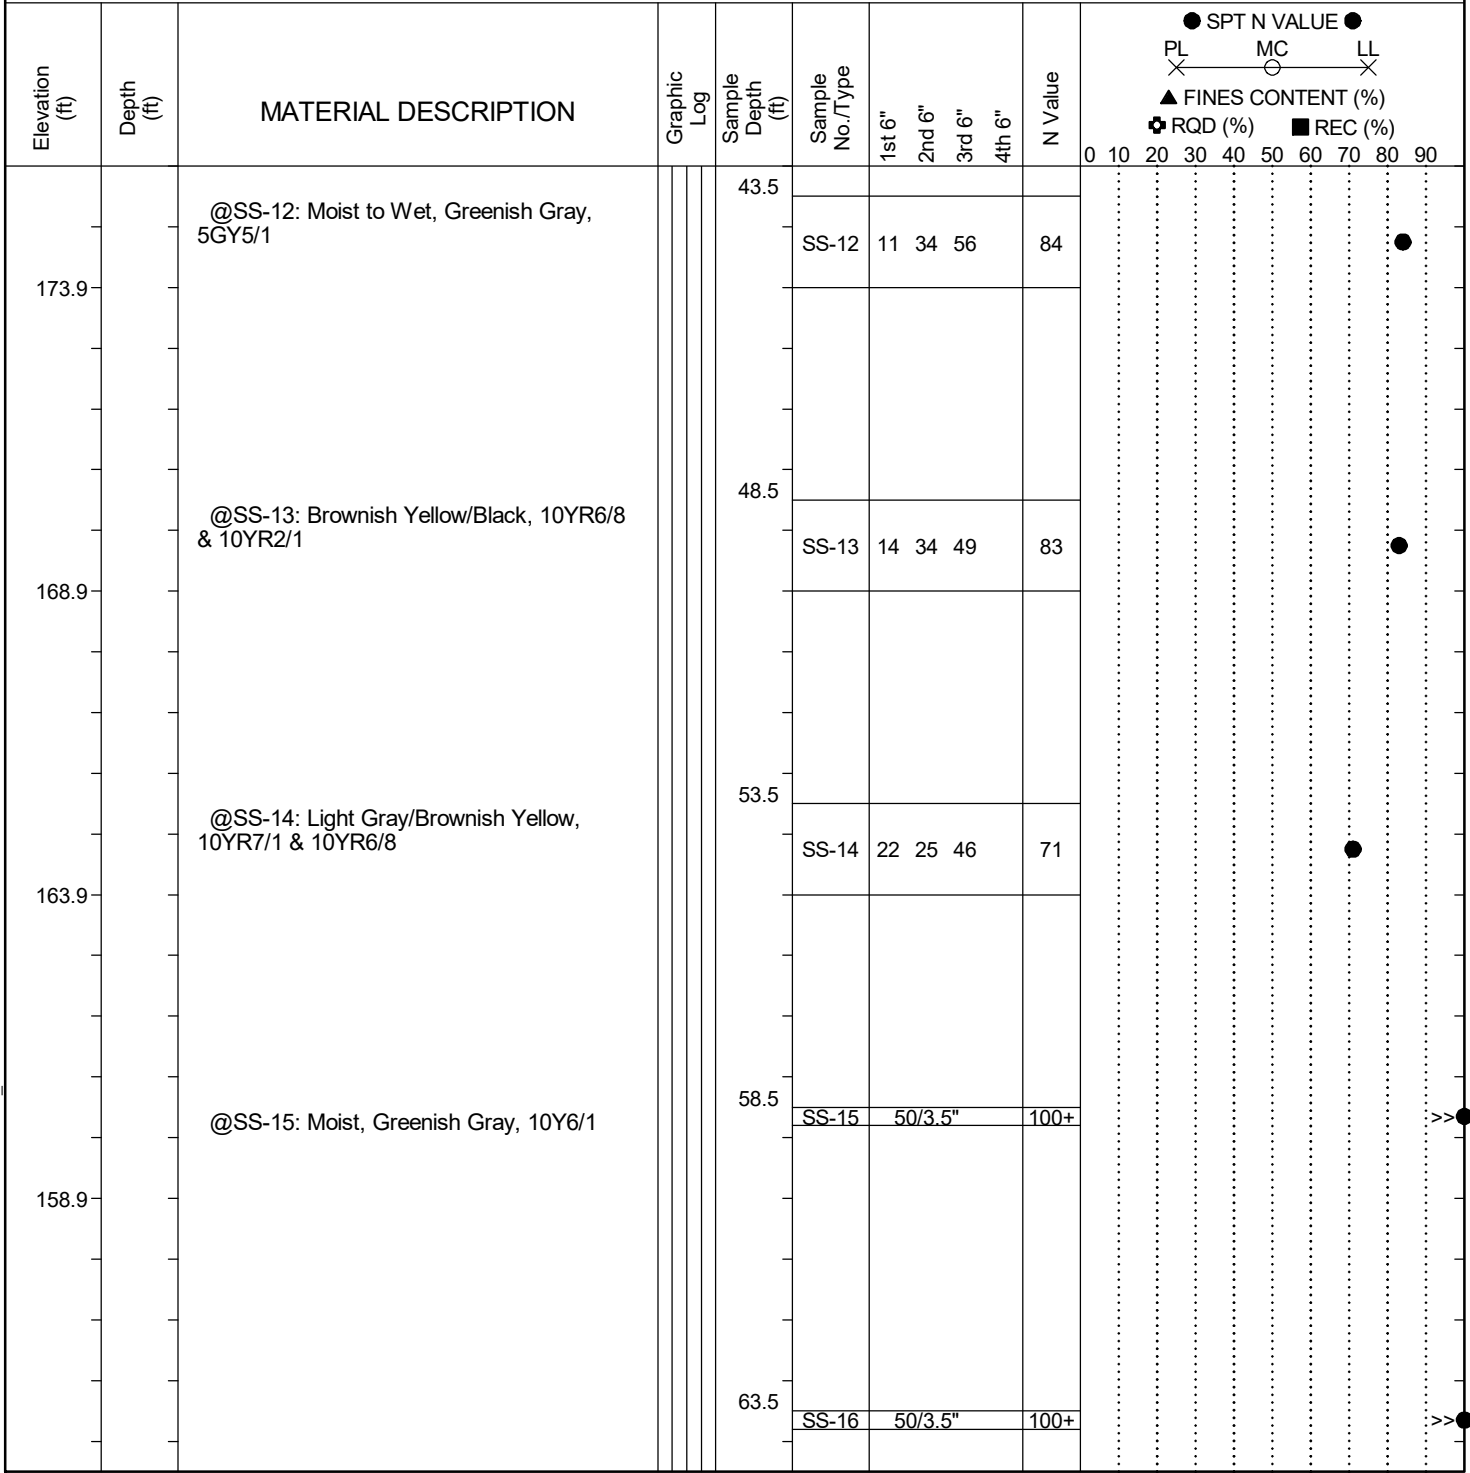 ● SPT N VALUE ●
PL MC LL
▲ FINES CONTENT (%)
RQD (%) ■ REC (%)
0 10 20 30 40 50 60 70 80 90
Elevation
(ft)
Depth
(ft)
MATERIAL DESCRIPTION
Graphic
Log
Sample
Depth
(ft)
Sample
No./Type
1st 6"
2nd 6"
3rd 6"
4th 6"
N Value
43.5
@SS-12: Moist to Wet, Greenish Gray,
5GY5/1
SS-12 11 34 56 84
173.9
48.5
@SS-13: Brownish Yellow/Black, 10YR6/8
& 10YR2/1
SS-13 14 34 49 83
168.9
53.5
@SS-14: Light Gray/Brownish Yellow,
10YR7/1 & 10YR6/8
SS-14 22 25 46 71
163.9
58.5
@SS-15: Moist, Greenish Gray, 10Y6/1
SS-15 50/3.5" 100+ >>
158.9
63.5
SS-16 50/3.5" 100+ >>